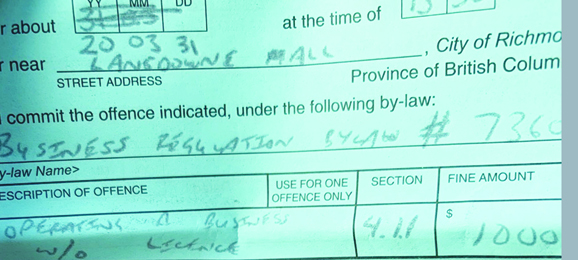 YY MM DD
r about at the time of
20 03 31
r near LANSDOWNE MALL, City of Richmo
STREET ADDRESS Province of British Colum
commit the offence indicated, under the following by-law:
BUSINESS REGULATION BYLAW # 7360
y-law Name>
ESCRIPTION OF OFFENCE USE FOR ONE OFFENCE ONLY SECTION FINE AMOUNT
OPERATING A BUSINESS 4.1.1 $ 1000
w/o LICENCE